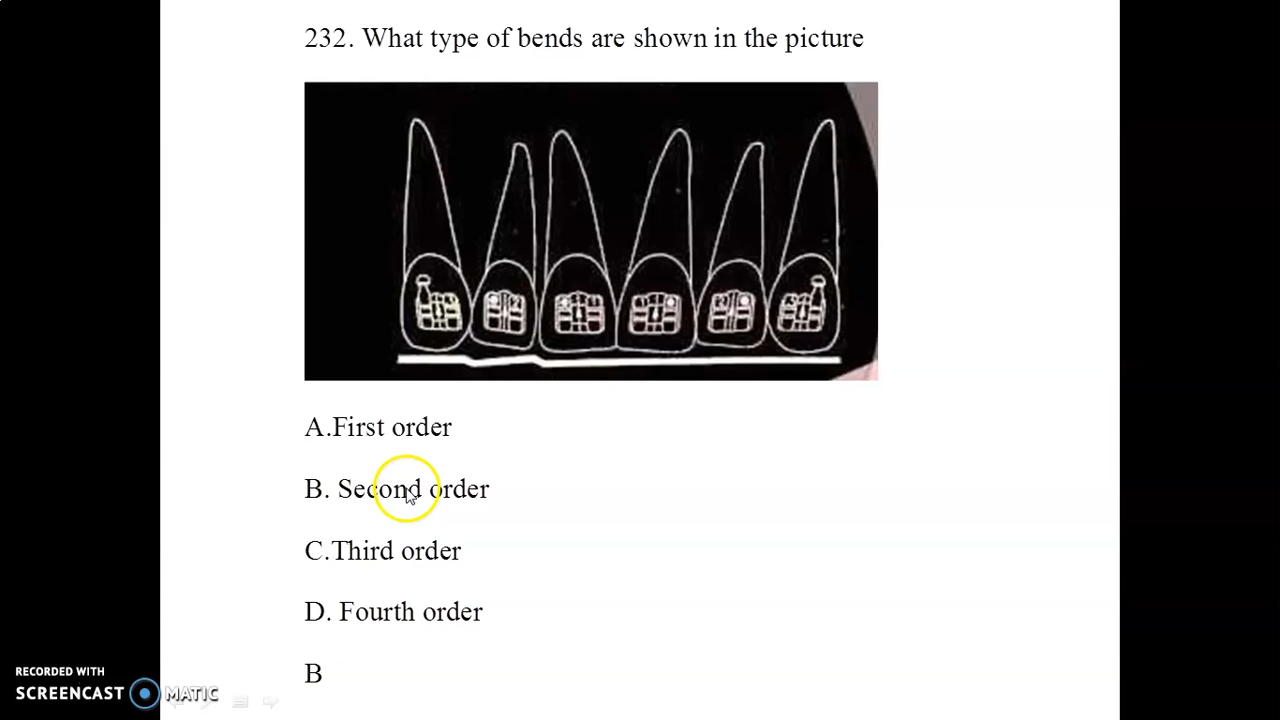 232. What type of bends are shown in the picture
A.First order
B. Second order
C.Third order
D. Fourth order
B
RECORDED WITH
SCREENCAST MATIC